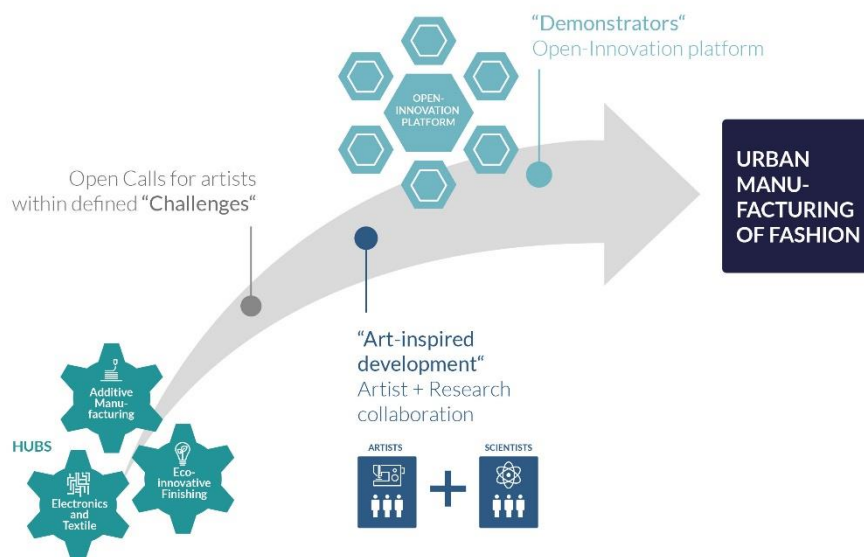 “Demonstrators“
Open-Innovation platform
OPEN-
INNOVATION
PLATFORM
URBAN
MANU-
FACTURING
OF FASHION
Open Calls for artists
within defined “Challenges“
“Art-inspired
development“
Artist + Research
collaboration
HUBS
Additive
Manu-
facturing
Eco-
innovative
Finishing
Electronics
and
Textile
ARTISTS
SCIENTISTS